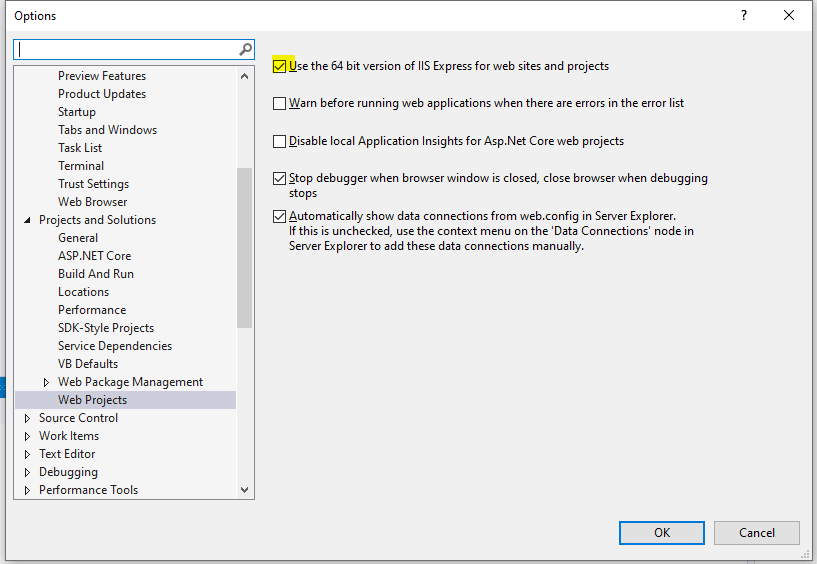 Options
?
Preview Features
Product Updates
Startup
Tabs and Windows
Task List
Terminal
Trust Settings
Web Browser
Projects and Solutions
General
ASP.NET Core
Build And Run
Locations
Performance
SDK-Style Projects
Service Dependencies
VB Defaults
Web Package Management
Web Projects
Source Control
Work Items
Text Editor
Debugging
Performance Tools
Use the 64 bit version of IIS Express for web sites and projects
Warn before running web applications when there are errors in the error list
Disable local Application Insights for Asp.Net Core web projects
Stop debugger when browser window is closed, close browser when debugging
stops
Automatically show data connections from web.config in Server Explorer.
If this is unchecked, use the context menu on the 'Data Connections' node in
Server Explorer to add these data connections manually.
OK
Cancel